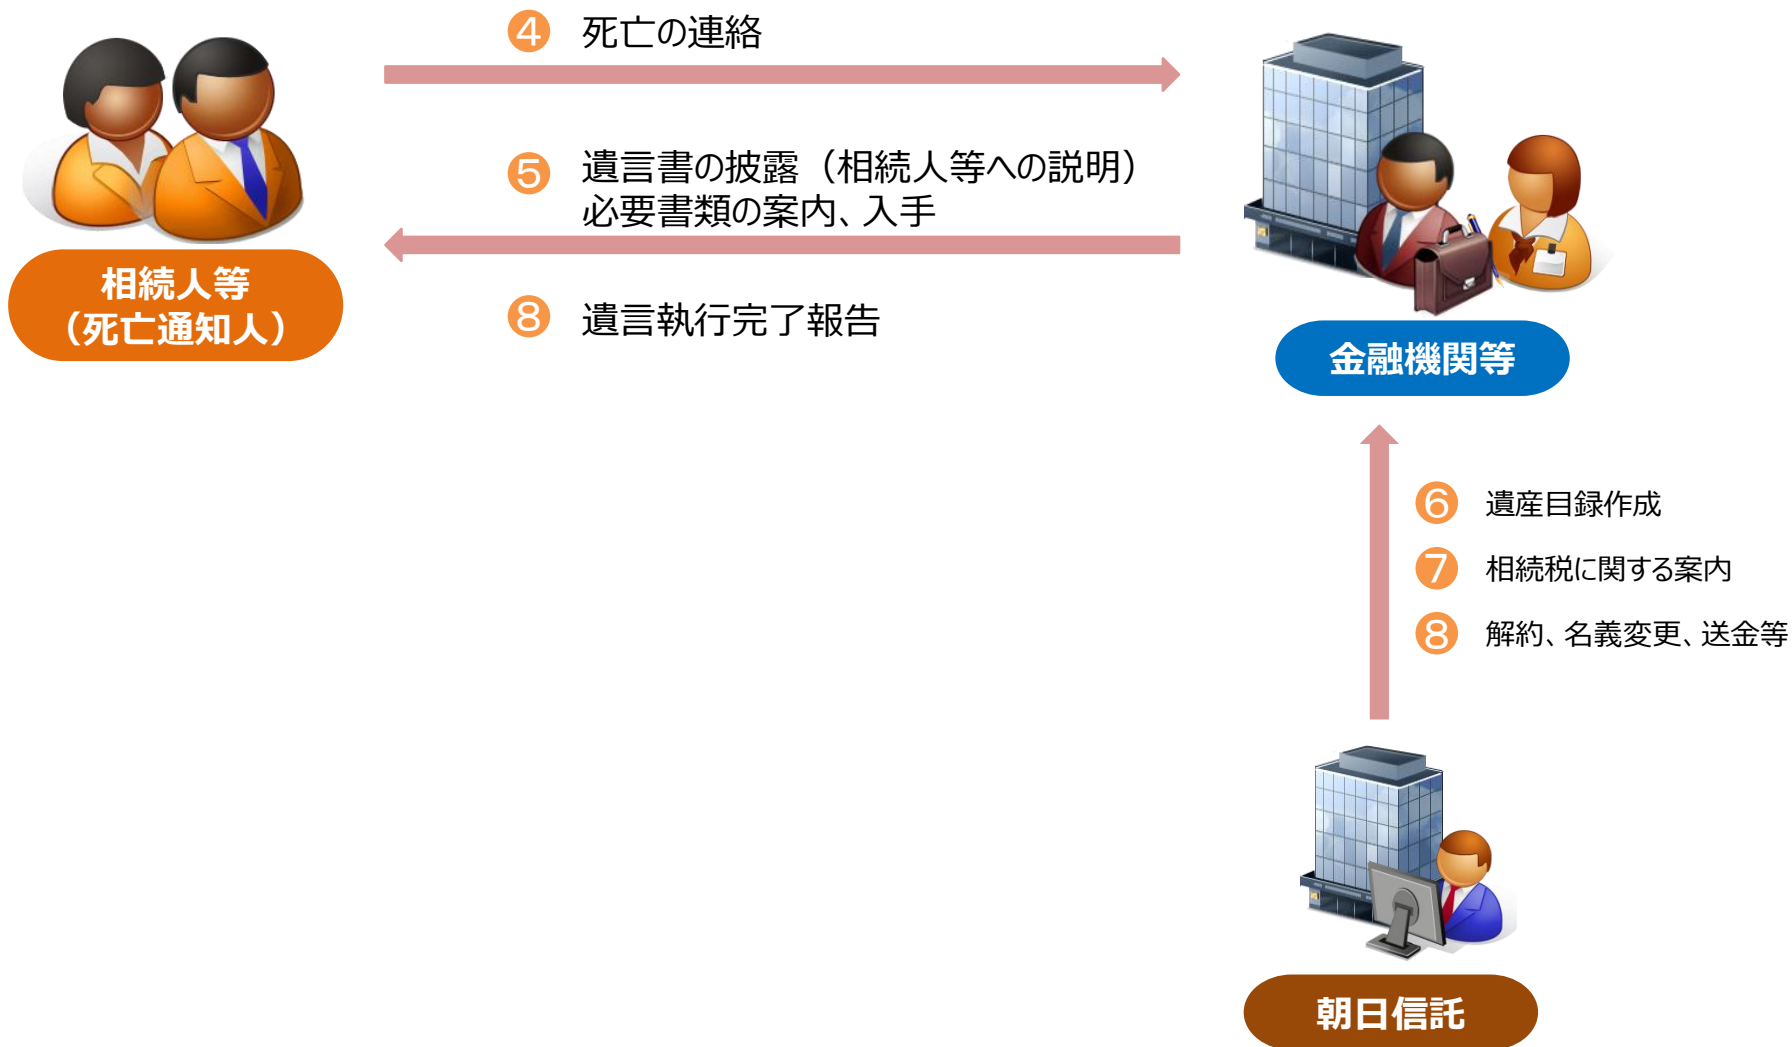 ④ 死亡の連絡
⑤ 遺言書の披露（相続人等への説明）
必要書類の案内、入手
⑧ 遺言執行完了報告
相続人等
（死亡通知人）
金融機関等
⑥ 遺産目録作成
⑦ 相続税に関する案内
⑧ 解約、名義変更、送金等
朝日信託